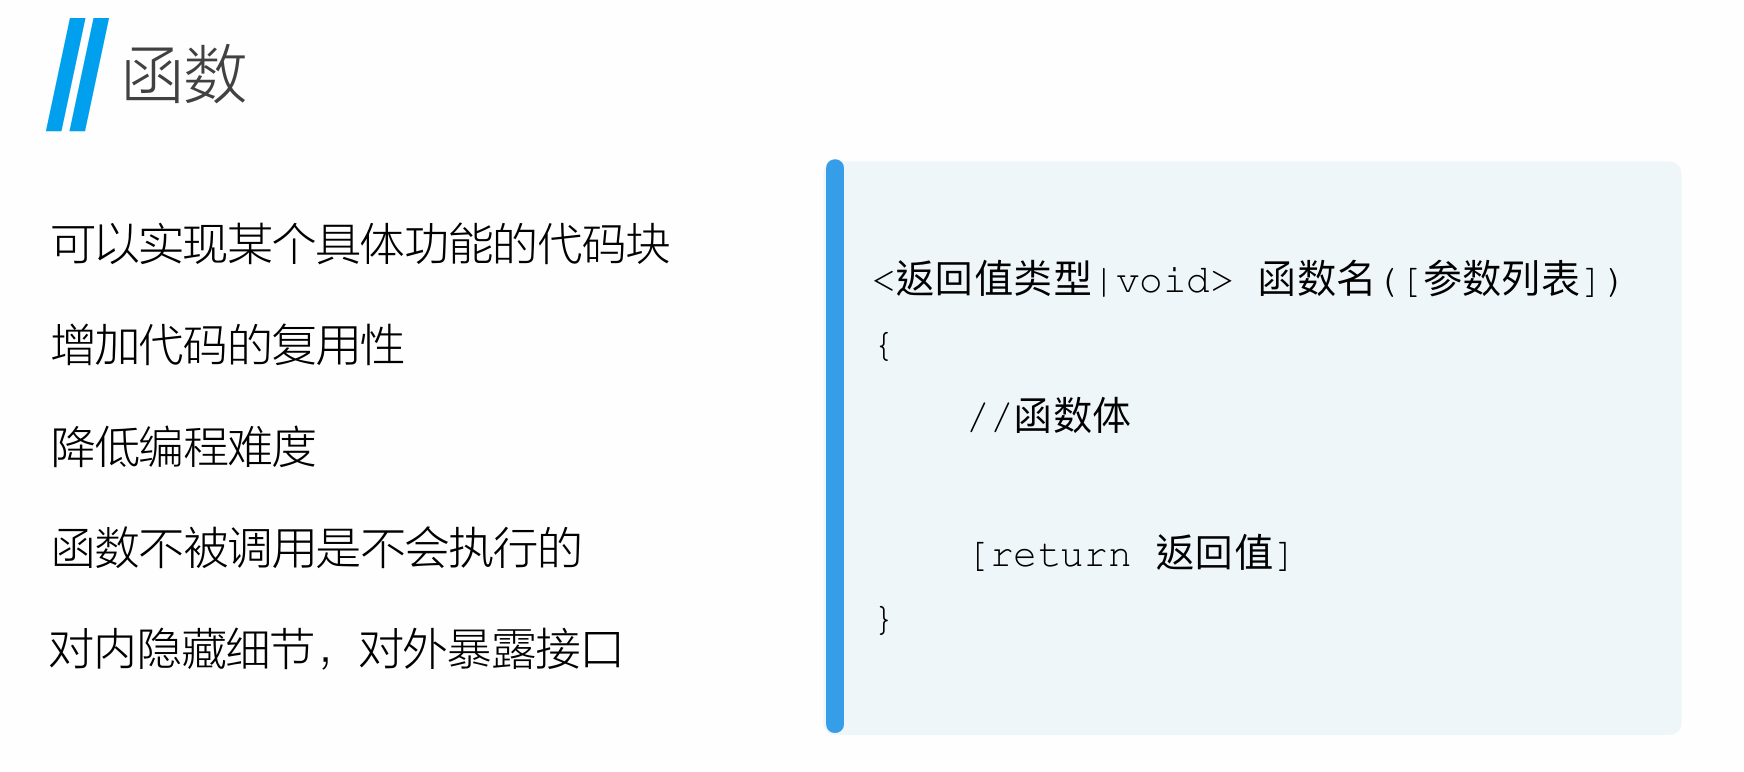 函数
可以实现某个具体功能的代码块
增加代码的复用性
降低编程难度
函数不被调用是不会执行的
对内隐藏细节，对外暴露接口
<返回值类型|void> 函数名([参数列表])
{
//函数体
[return 返回值]
}